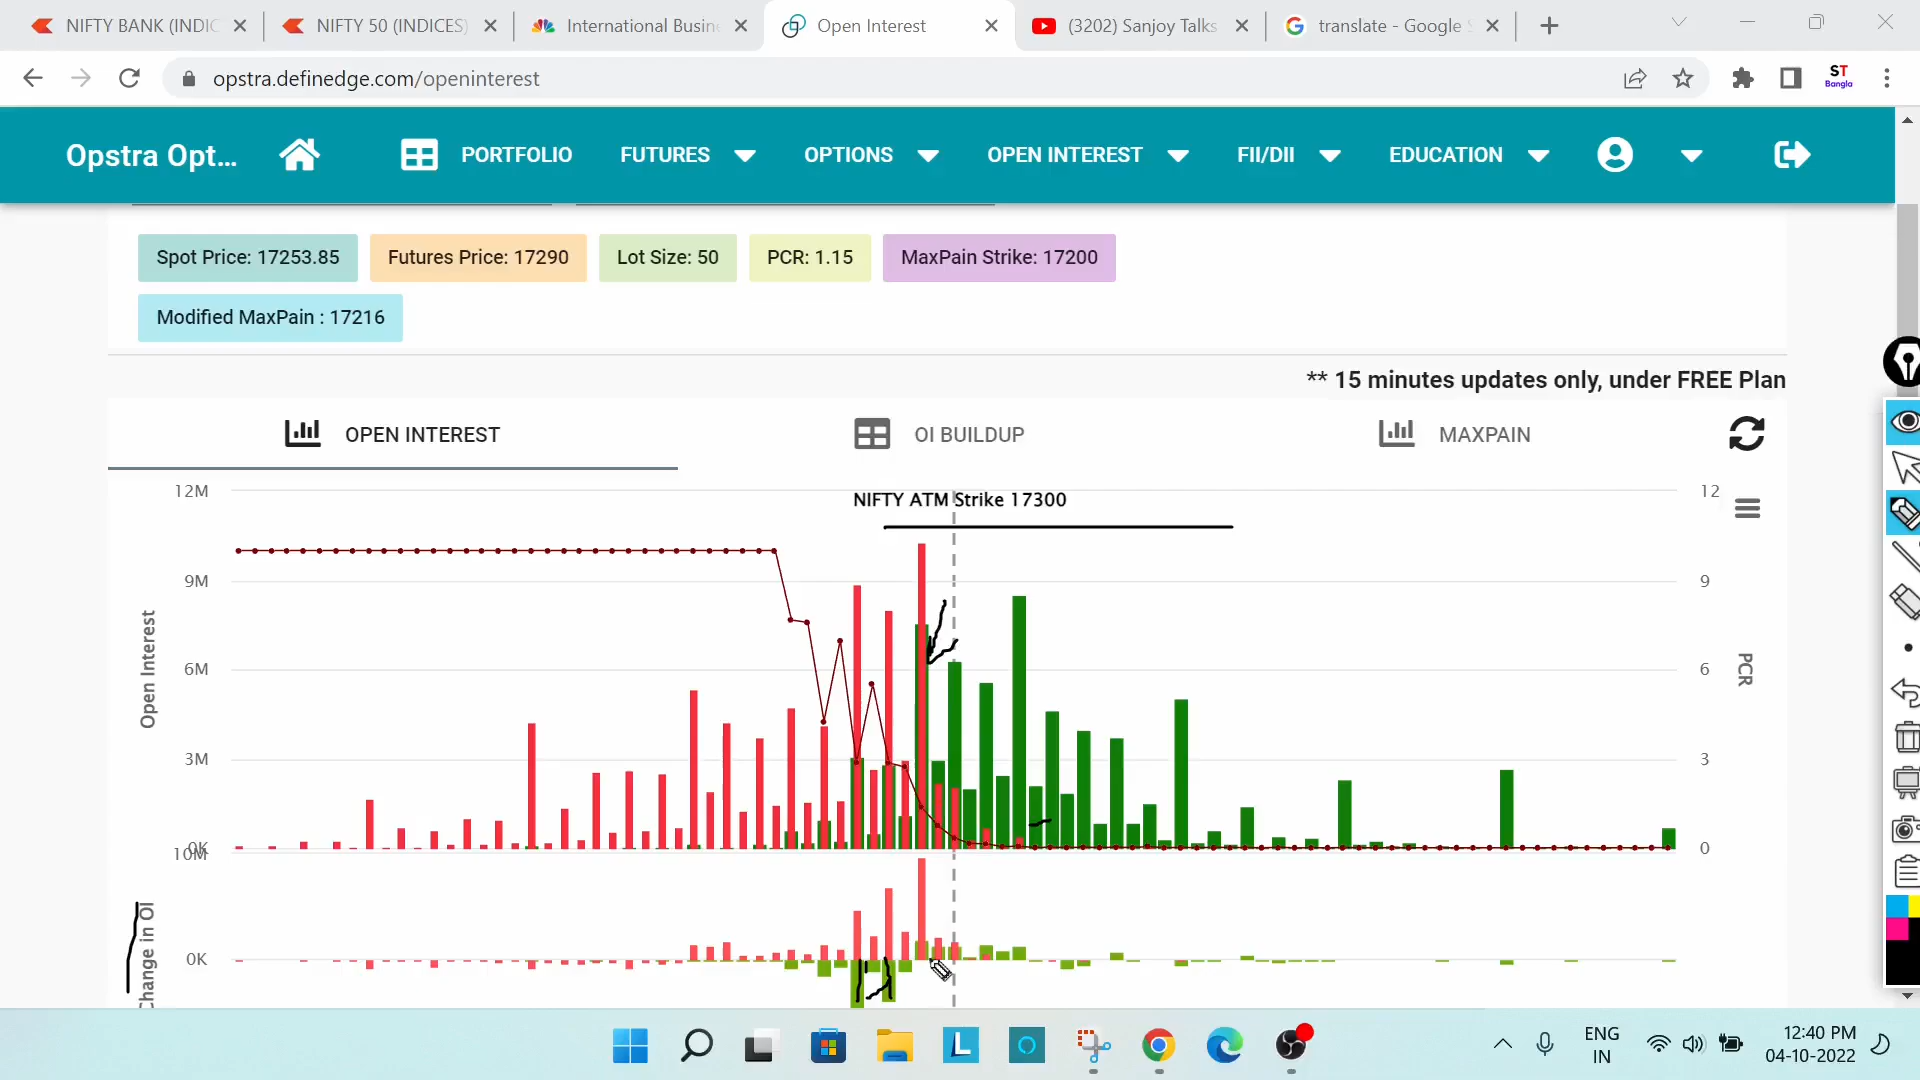 NIFTY BANK (INDIC
NIFTY 50 (INDICES)
International Busin
Open Interest
(3202) Sanjoy Talks
translate - Google S
opstra.definedge.com/openinterest
ST
Bangla
Opstra Opt...
PORTFOLIO
FUTURES
OPTIONS
OPEN INTEREST
FII/DII
EDUCATION
Spot Price: 17253.85
Futures Price: 17290
Lot Size: 50
PCR: 1.15
MaxPain Strike: 17200
Modified MaxPain : 17216
** 15 minutes updates only, under FREE Plan
OPEN INTEREST
OI BUILDUP
MAXPAIN
NIFTY ATM Strike 17300
12M
9M
6M
3M
0K
Open Interest
12
9
6
3
0
PCR
10M
0K
Change in OI
ENG
IN
12:40 PM
04-10-2022